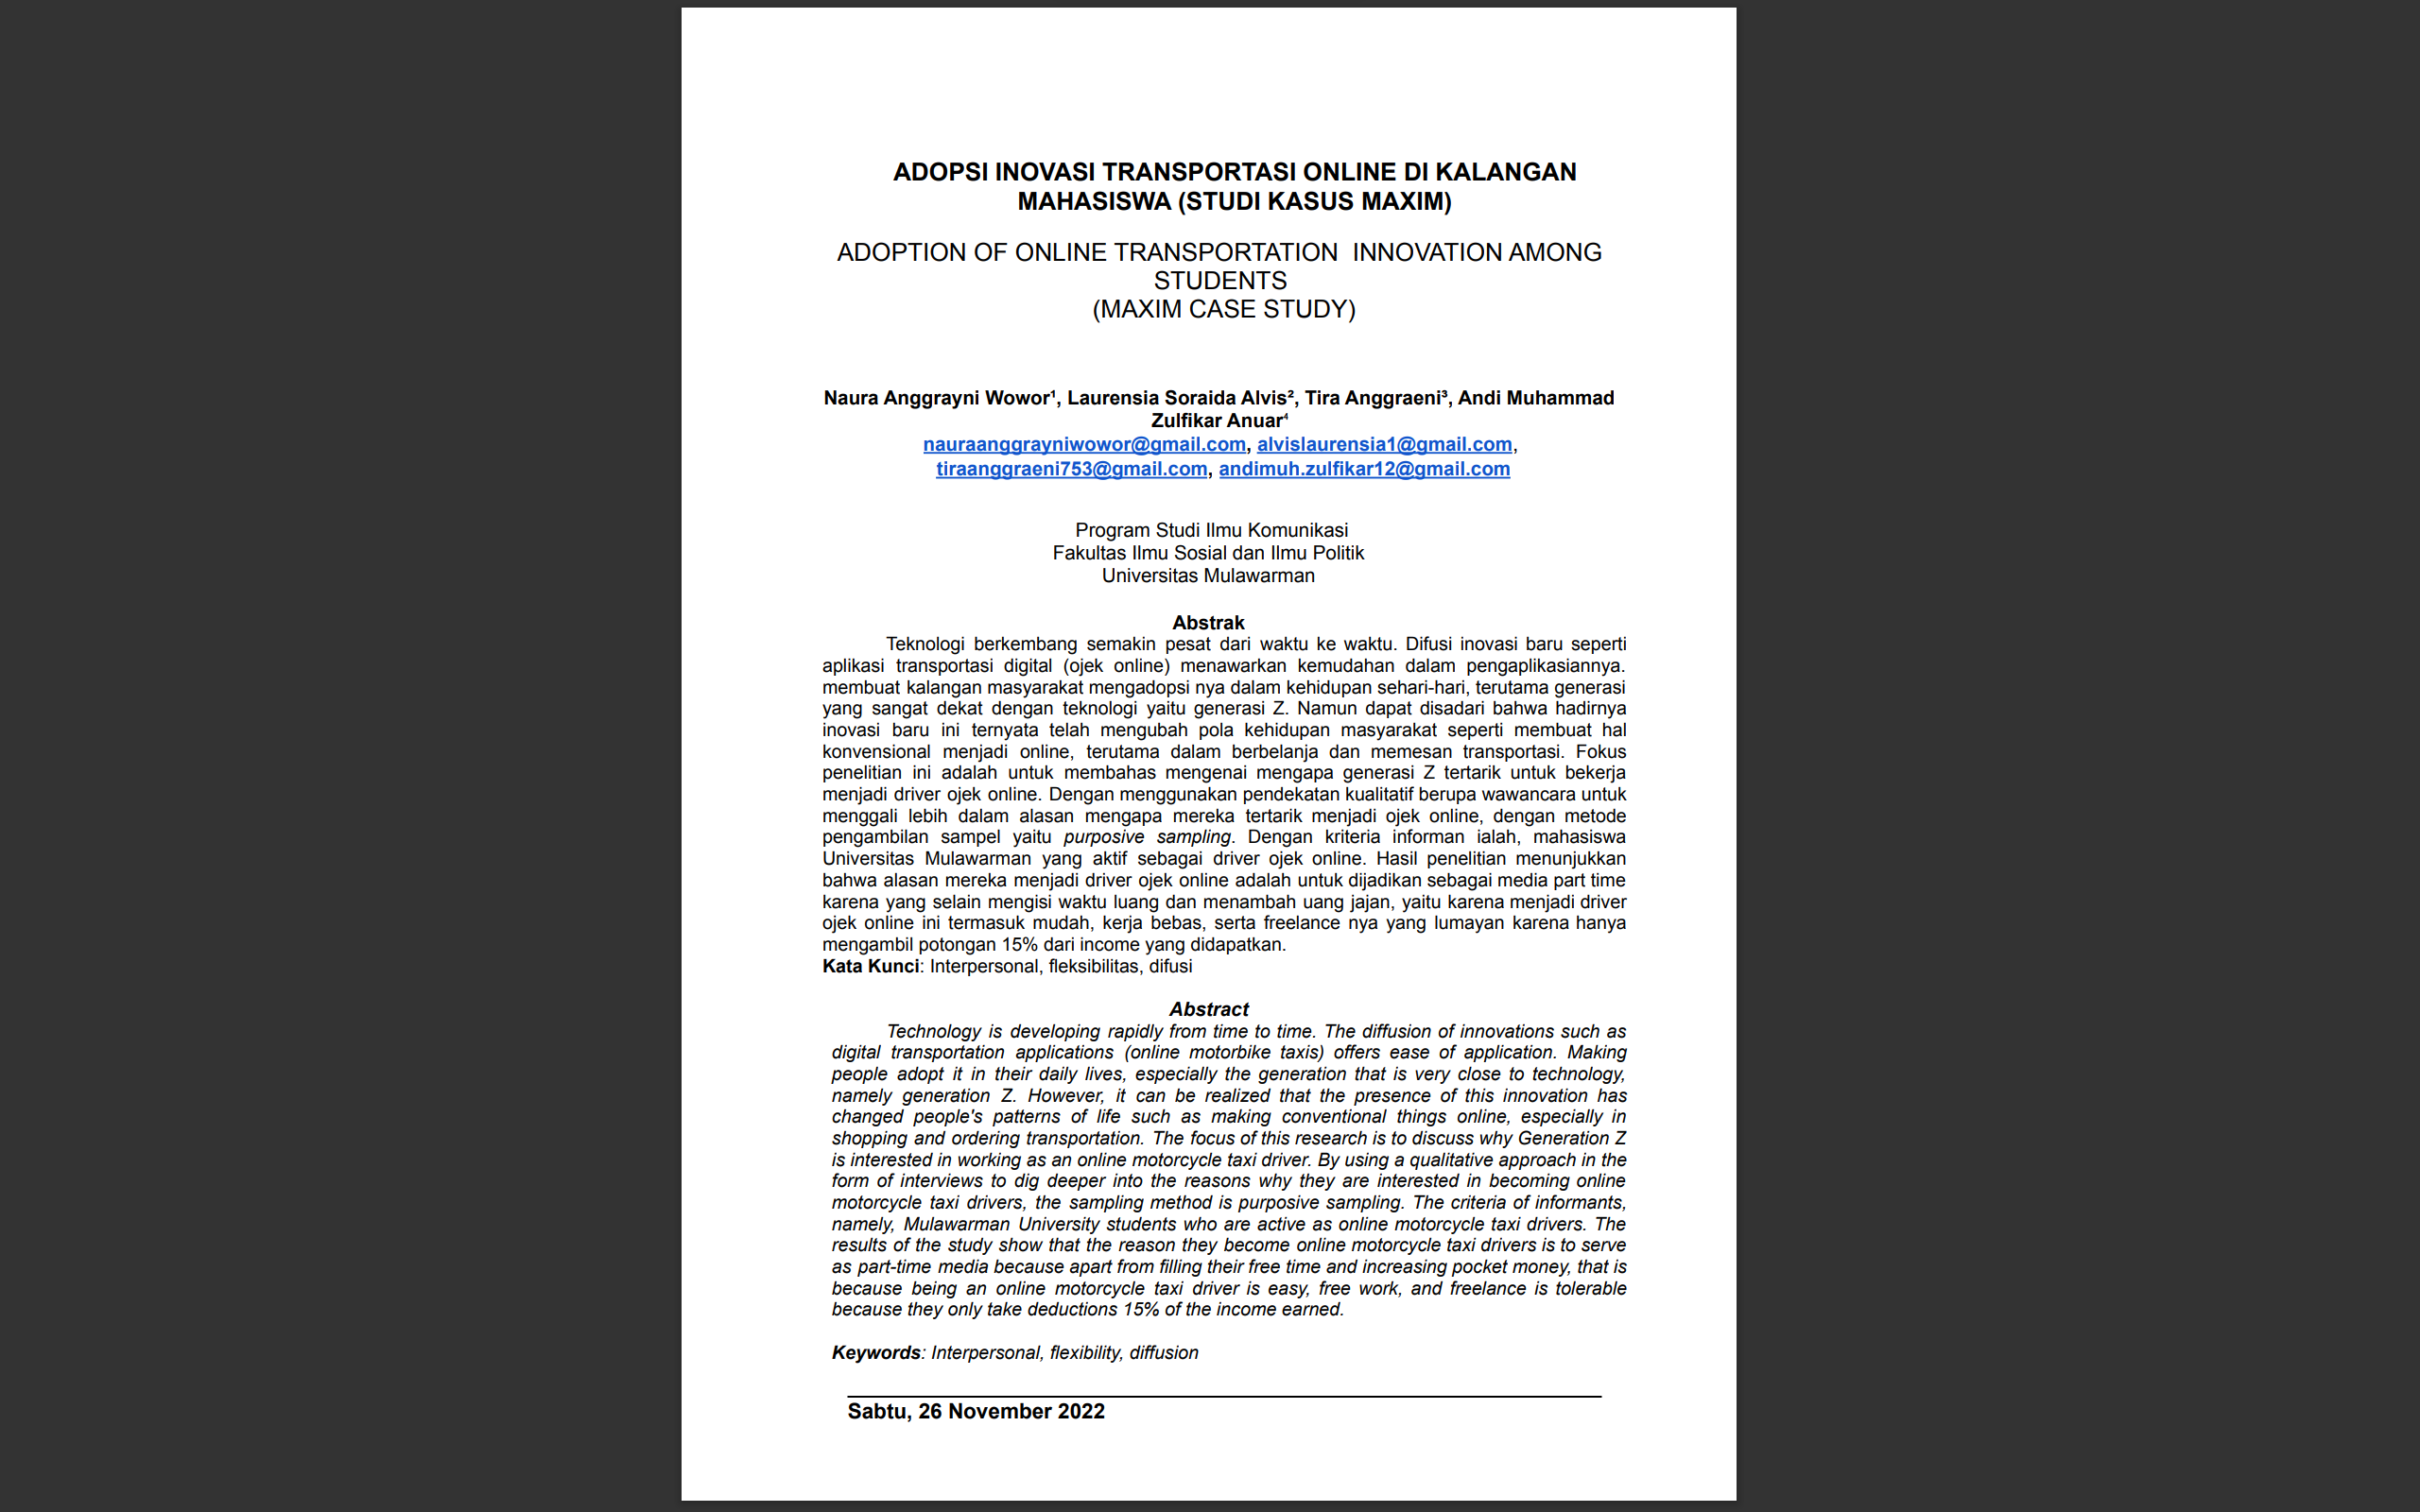 ADOPSI INOVASI TRANSPORTASI ONLINE DI KALANGAN
MAHASISWA (STUDI KASUS MAXIM)
ADOPTION OF ONLINE TRANSPORTATION  INNOVATION AMONG
STUDENTS
(MAXIM CASE STUDY)
Naura Anggrayni Wowor¹, Laurensia Soraida Alvis², Tira Anggraeni³, Andi Muhammad
Zulfikar Anuar⁴
nauraanggrayniwowor@gmail.com, alvislaurensia1@gmail.com,
tiraanggraeni753@gmail.com, andimuh.zulfikar12@gmail.com
Program Studi Ilmu Komunikasi
Fakultas Ilmu Sosial dan Ilmu Politik
Universitas Mulawarman
Abstrak
Teknologi berkembang semakin pesat dari waktu ke waktu. Difusi inovasi baru seperti
aplikasi transportasi digital (ojek online) menawarkan kemudahan dalam pengaplikasiannya.
membuat kalangan masyarakat mengadopsi nya dalam kehidupan sehari-hari, terutama generasi
yang sangat dekat dengan teknologi yaitu generasi Z. Namun dapat disadari bahwa hadirnya
inovasi baru ini ternyata telah mengubah pola kehidupan masyarakat seperti membuat hal
konvensional menjadi online, terutama dalam berbelanja dan memesan transportasi. Fokus
penelitian ini adalah untuk membahas mengenai mengapa generasi Z tertarik untuk bekerja
menjadi driver ojek online. Dengan menggunakan pendekatan kualitatif berupa wawancara untuk
menggali lebih dalam alasan mengapa mereka tertarik menjadi ojek online, dengan metode
pengambilan sampel yaitu purposive sampling. Dengan kriteria informan ialah, mahasiswa
Universitas Mulawarman yang aktif sebagai driver ojek online. Hasil penelitian menunjukkan
bahwa alasan mereka menjadi driver ojek online adalah untuk dijadikan sebagai media part time
karena yang selain mengisi waktu luang dan menambah uang jajan, yaitu karena menjadi driver
ojek online ini termasuk mudah, kerja bebas, serta freelance nya yang lumayan karena hanya
mengambil potongan 15% dari income yang didapatkan.
Kata Kunci: Interpersonal, fleksibilitas, difusi
Abstract
Technology is developing rapidly from time to time. The diffusion of innovations such as
digital transportation applications (online motorbike taxis) offers ease of application. Making
people adopt it in their daily lives, especially the generation that is very close to technology,
namely generation Z. However, it can be realized that the presence of this innovation has
changed people's patterns of life such as making conventional things online, especially in
shopping and ordering transportation. The focus of this research is to discuss why Generation Z
is interested in working as an online motorcycle taxi driver. By using a qualitative approach in the
form of interviews to dig deeper into the reasons why they are interested in becoming online
motorcycle taxi drivers, the sampling method is purposive sampling. The criteria of informants,
namely, Mulawarman University students who are active as online motorcycle taxi drivers. The
results of the study show that the reason they become online motorcycle taxi drivers is to serve
as part-time media because apart from filling their free time and increasing pocket money, that is
because being an online motorcycle taxi driver is easy, free work, and freelance is tolerable
because they only take deductions 15% of the income earned.
Keywords: Interpersonal, flexibility, diffusion
Sabtu, 26 November 2022